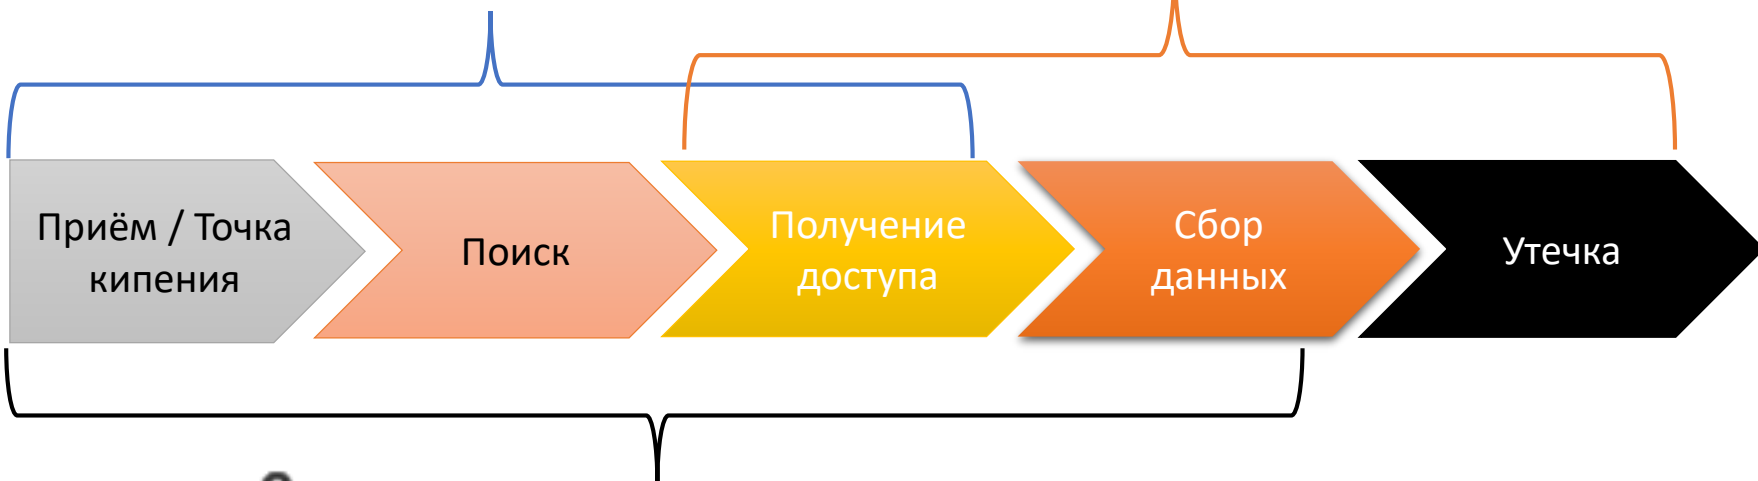 Приём / Точка
кипения
Поиск
Получение
доступа
Сбор
данных
Утечка